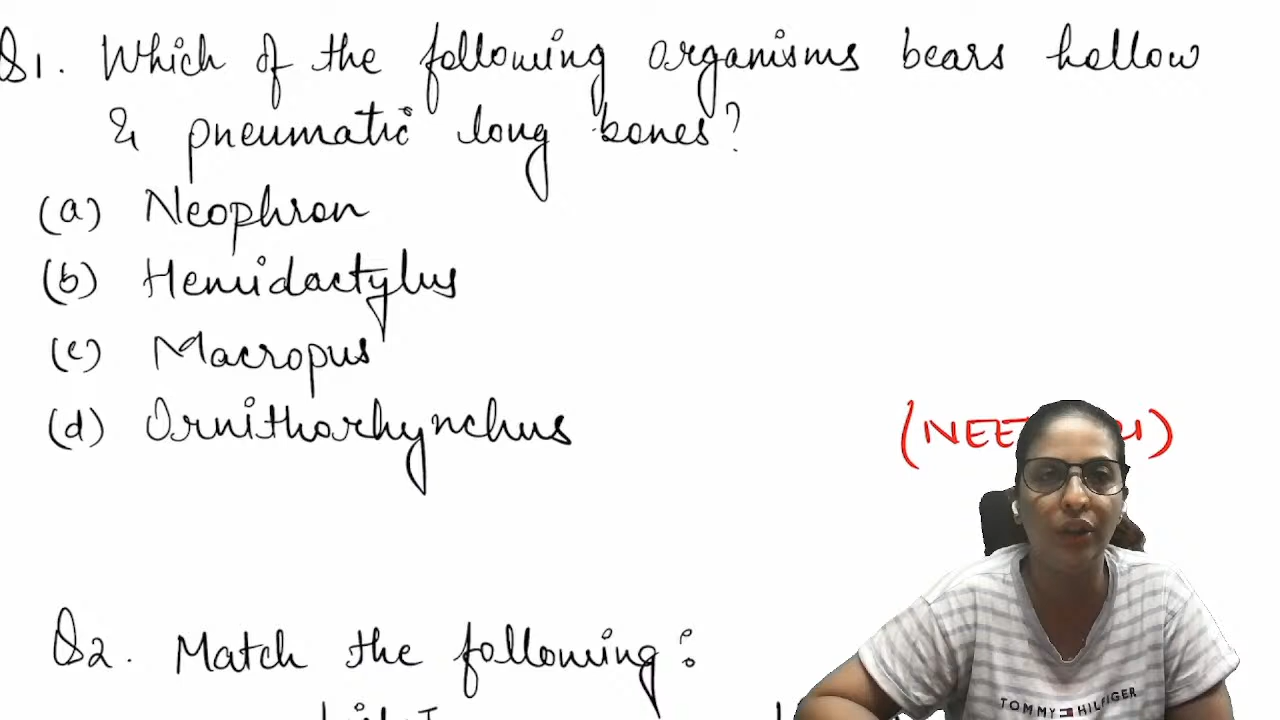 Q1. Which of the following organisms bears hollow
& pneumatic long bones?
(a) Neophron
(b) Hemidactylus
(c) Macropus
(d) Ornithorhynchus
(NEET
Q2. Match the following:
TOMMY HILFIGER